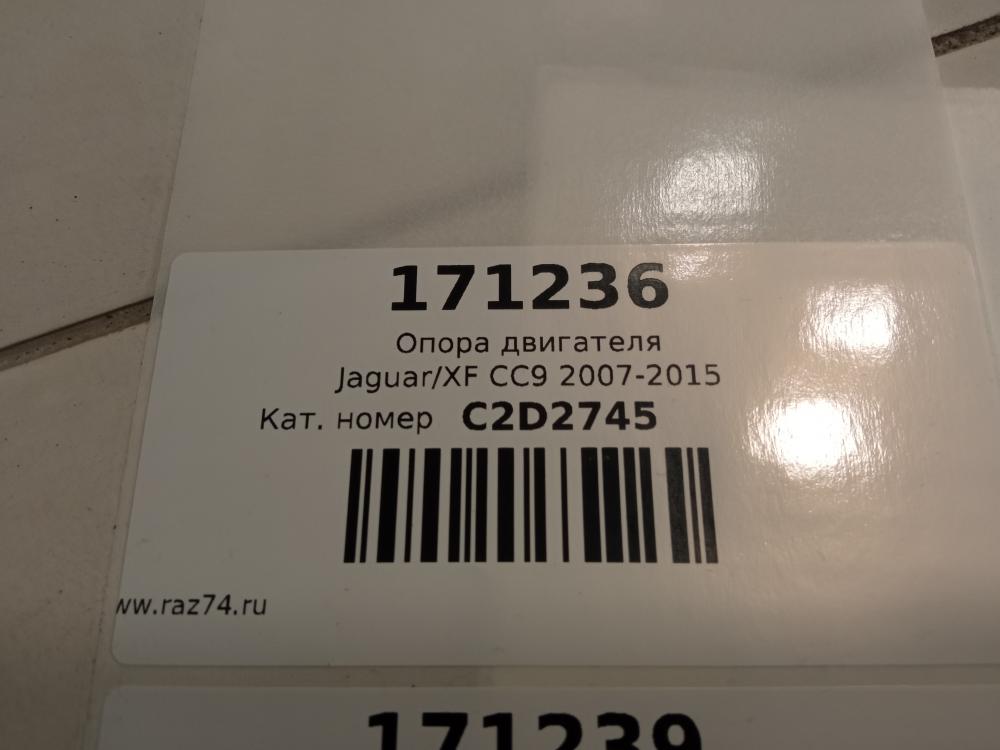 171236
Опора двигателя
Jaguar/XF CC9 2007-2015
Кат. номер C2D2745
ww.raz74.ru
171239